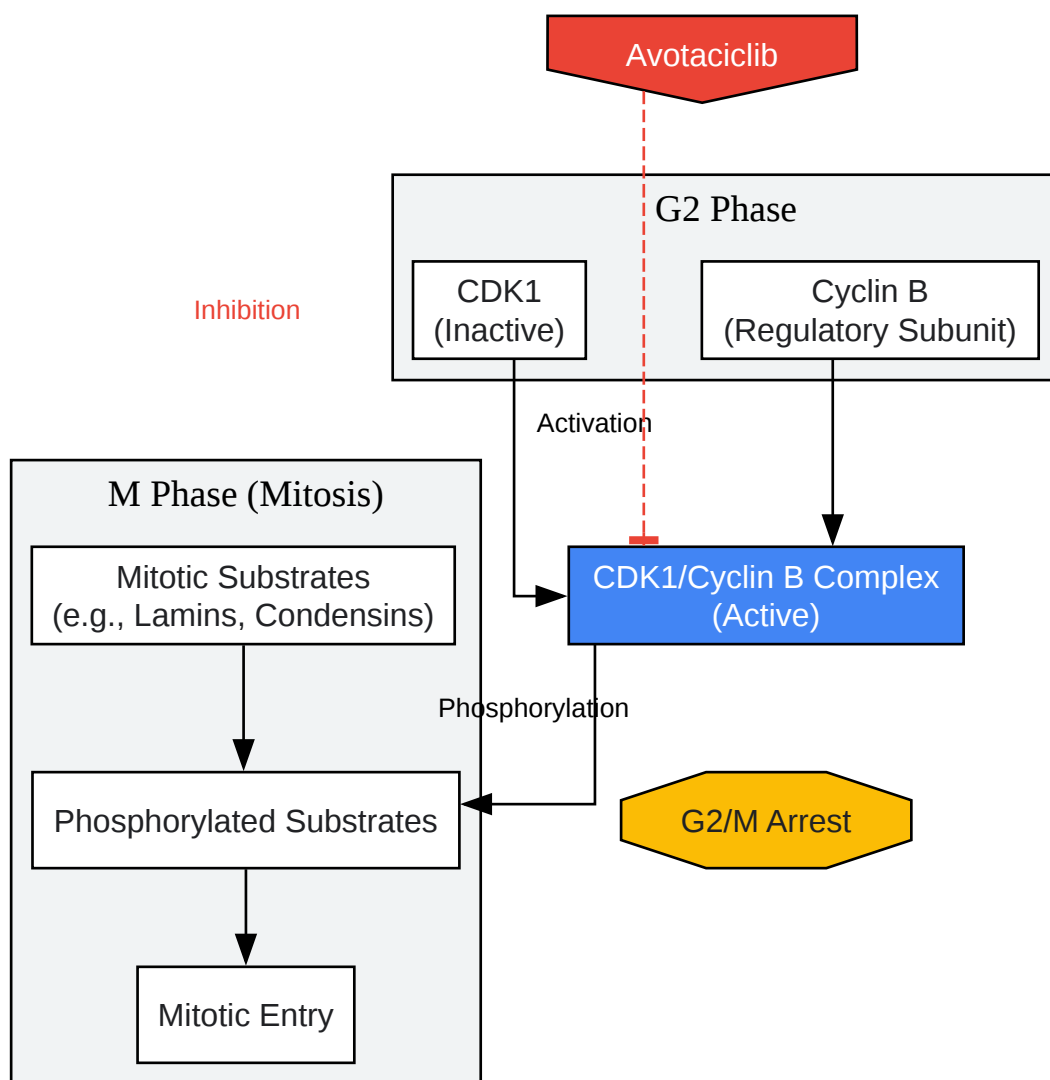 Avotaciclib
G2 Phase
CDK1
(Inactive)
Cyclin B
(Regulatory Subunit)
Inhibition
Activation
M Phase (Mitosis)
Mitotic Substrates
(e.g., Lamins, Condensins)
CDK1/Cyclin B Complex
(Active)
Phosphorylation
Phosphorylated Substrates
G2/M Arrest
Mitotic Entry